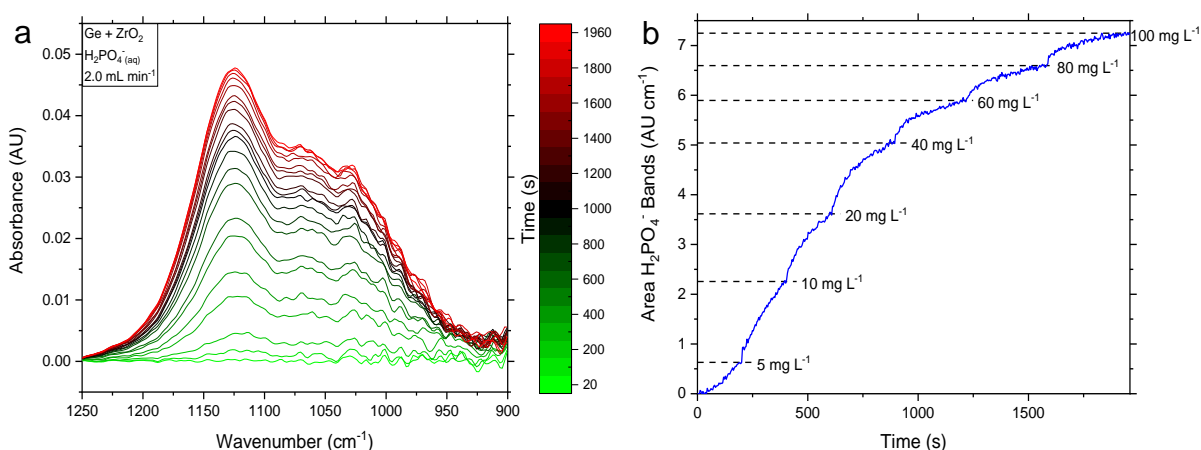 a
Ge + ZrO₂
H₂PO₄⁻ (aq)
2.0 mL min⁻¹
Absorbance (AU)
0.05
0.04
0.03
0.02
0.01
0.00
1250
1200
1150
1100
1050
1000
950
900
Wavenumber (cm⁻¹)
Time (s)
1960
1800
1600
1400
1200
1000
800
600
400
200
20
b
Area H₂PO₄⁻ Bands (AU cm⁻¹)
7
6
5
4
3
2
1
0
100 mg L⁻¹
80 mg L⁻¹
60 mg L⁻¹
40 mg L⁻¹
20 mg L⁻¹
10 mg L⁻¹
5 mg L⁻¹
0
500
1000
1500
Time (s)